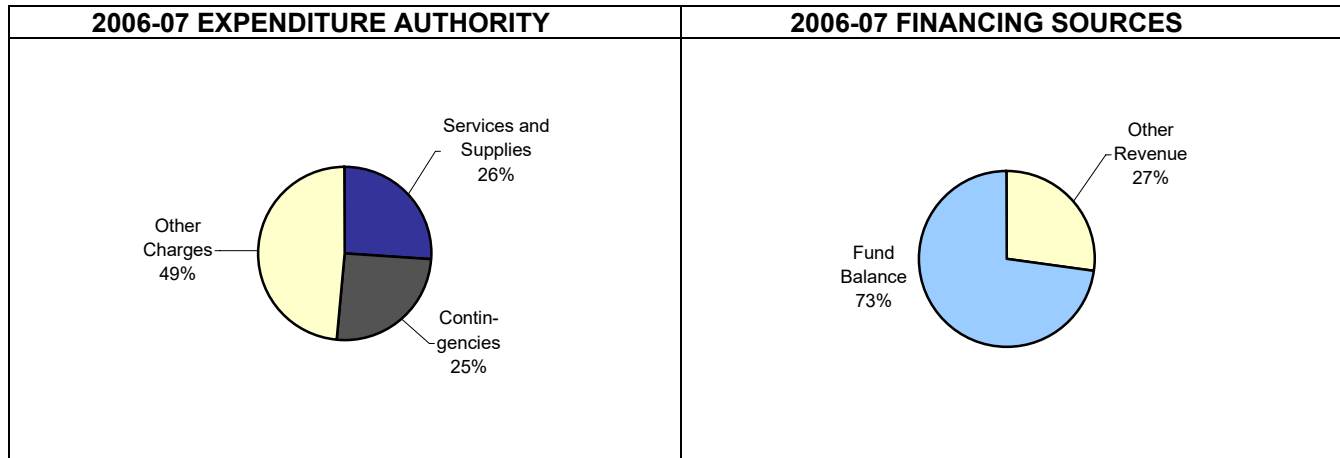 2006-07 EXPENDITURE AUTHORITY
2006-07 FINANCING SOURCES
Services and
Supplies
26%
Other
Charges
49%
Contin-
gencies
25%
Other
Revenue
27%
Fund
Balance
73%